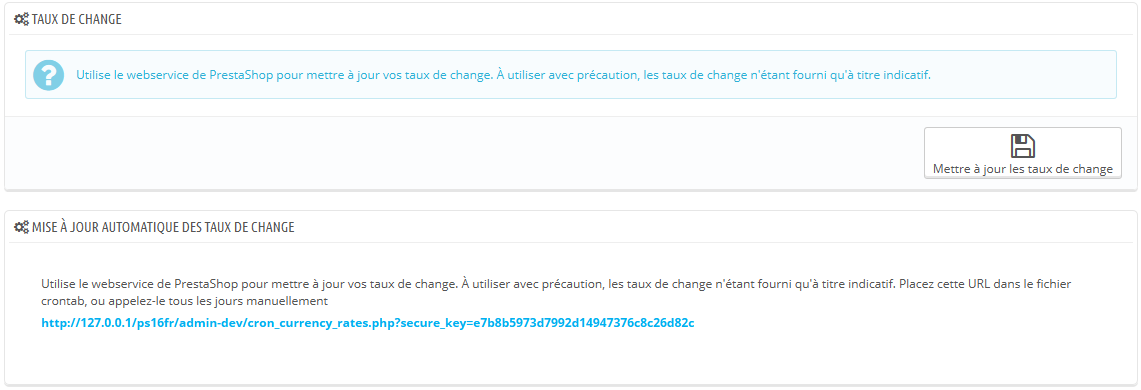 TAUX DE CHANGE
Utilise le webservice de PrestaShop pour mettre à jour vos taux de change. À utiliser avec précaution, les taux de change n'étant fourni qu'à titre indicatif.
Mettre à jour les taux de change
MISE À JOUR AUTOMATIQUE DES TAUX DE CHANGE
Utilise le webservice de PrestaShop pour mettre à jour vos taux de change. À utiliser avec précaution, les taux de change n'étant fourni qu'à titre indicatif. Placez cette URL dans le fichier
crontab, ou appelez-le tous les jours manuellement
http://127.0.0.1/ps16fr/admin-dev/cron_currency_rates.php?secure_key=e7b8b5973d7992d14947376c8c26d82c